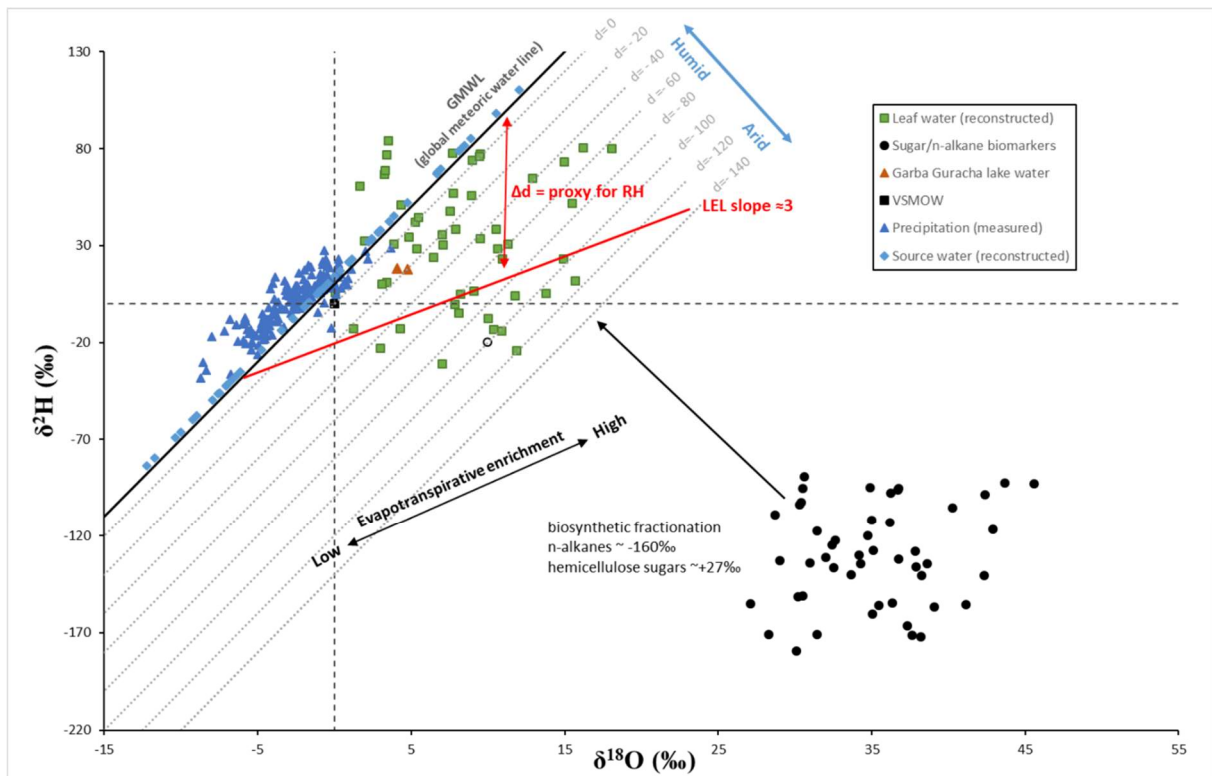 130
80
30
-20
-70
-120
-170
-220
-15
-5
5
15
25
35
45
55
δ²H (‰)
δ¹⁸O (‰)
GMWL
(global meteoric water line)
d= 0
d= - 20
d= - 40
d =- 60
d= - 80
d=- 100
d= -120
d=- 140
Humid
Arid
Δd = proxy for RH
LEL slope ≈3
Leaf water (reconstructed)
Sugar/n-alkane biomarkers
Garba Guracha lake water
VSMOW
Precipitation (measured)
Source water (reconstructed)
Low
Evapotranspirative enrichment
High
biosynthetic fractionation
n-alkanes ~ -160‰
hemicellulose sugars ~+27‰